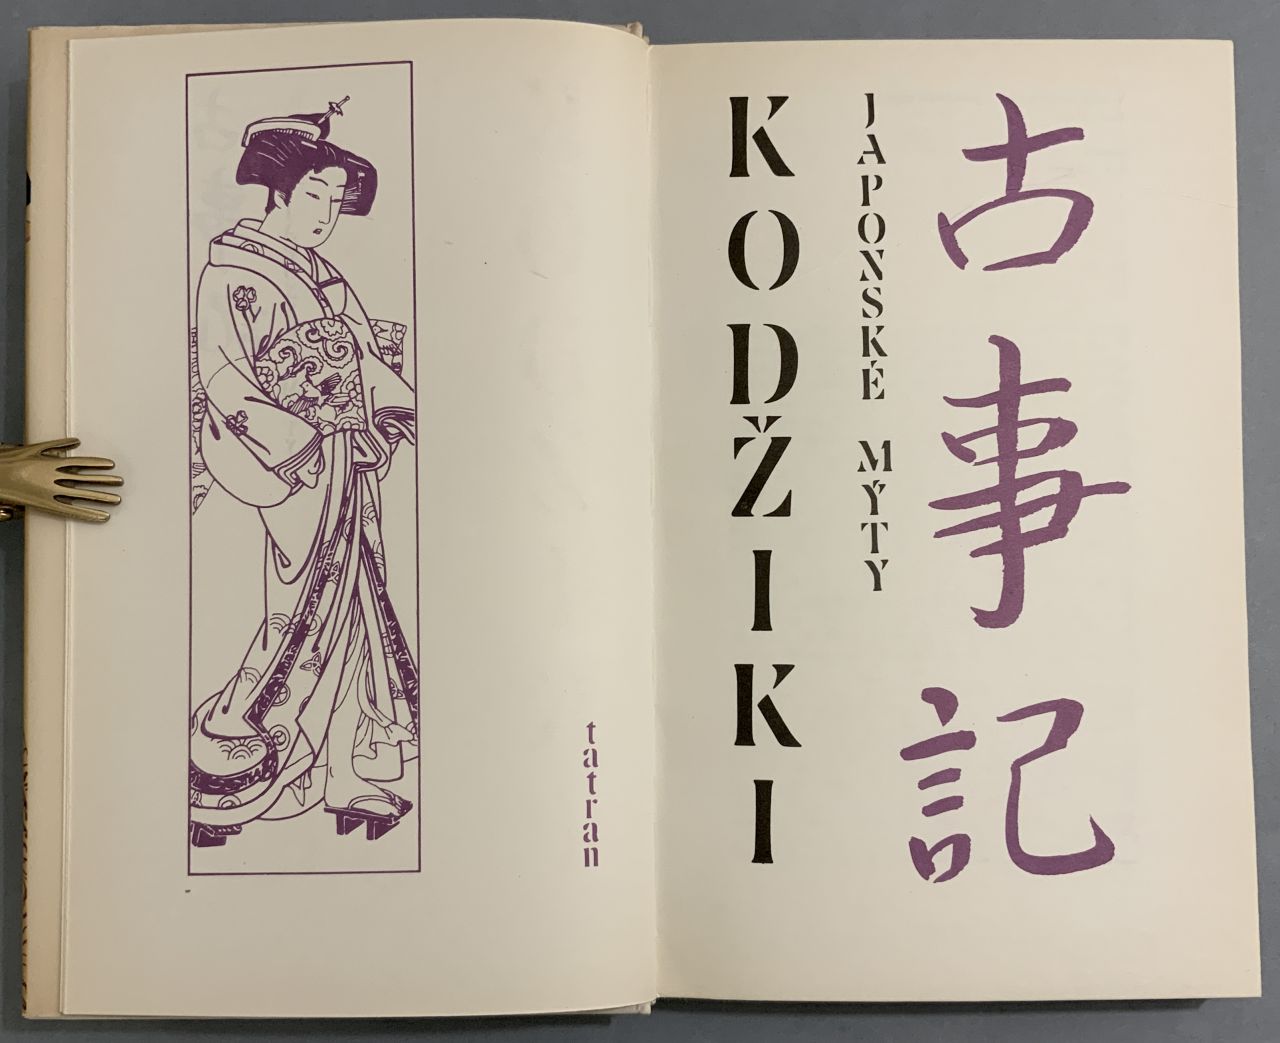 tatran
KODŽIKI
JAPONSKÉ MÝTY
古事記